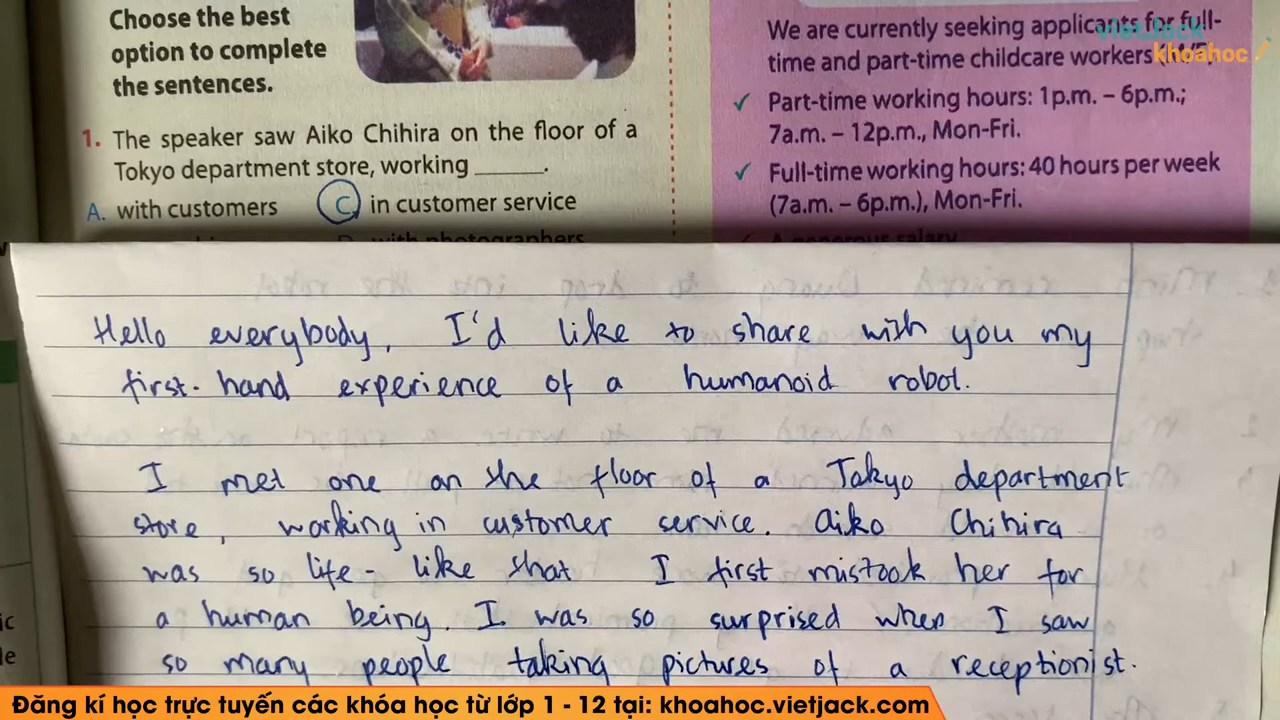 Choose the best
option to complete
the sentences.
1. The speaker saw Aiko Chihira on the floor of a
Tokyo department store, working ______.
A. with customers C. in customer service
with photographers
We are currently seeking applicants for full-
time and part-time childcare workers
✓ Part-time working hours: 1p.m. – 6p.m.;
7a.m. – 12p.m., Mon-Fri.
✓ Full-time working hours: 40 hours per week
(7a.m. – 6p.m.), Mon-Fri.
✓ A generous salary
vietjack
khoahoc
Hello everybody, I'd like to share with you my
first-hand experience of a humanoid robot.
I met one on the floor of a Tokyo department
store, working in customer service. Aiko Chihira
was so life-like that I first mistook her for
a human being. I was so surprised when I saw
so many people taking pictures of a receptionist.
Đăng kí học trực tuyến các khóa học từ lớp 1 - 12 tại: khoahoc.vietjack.com